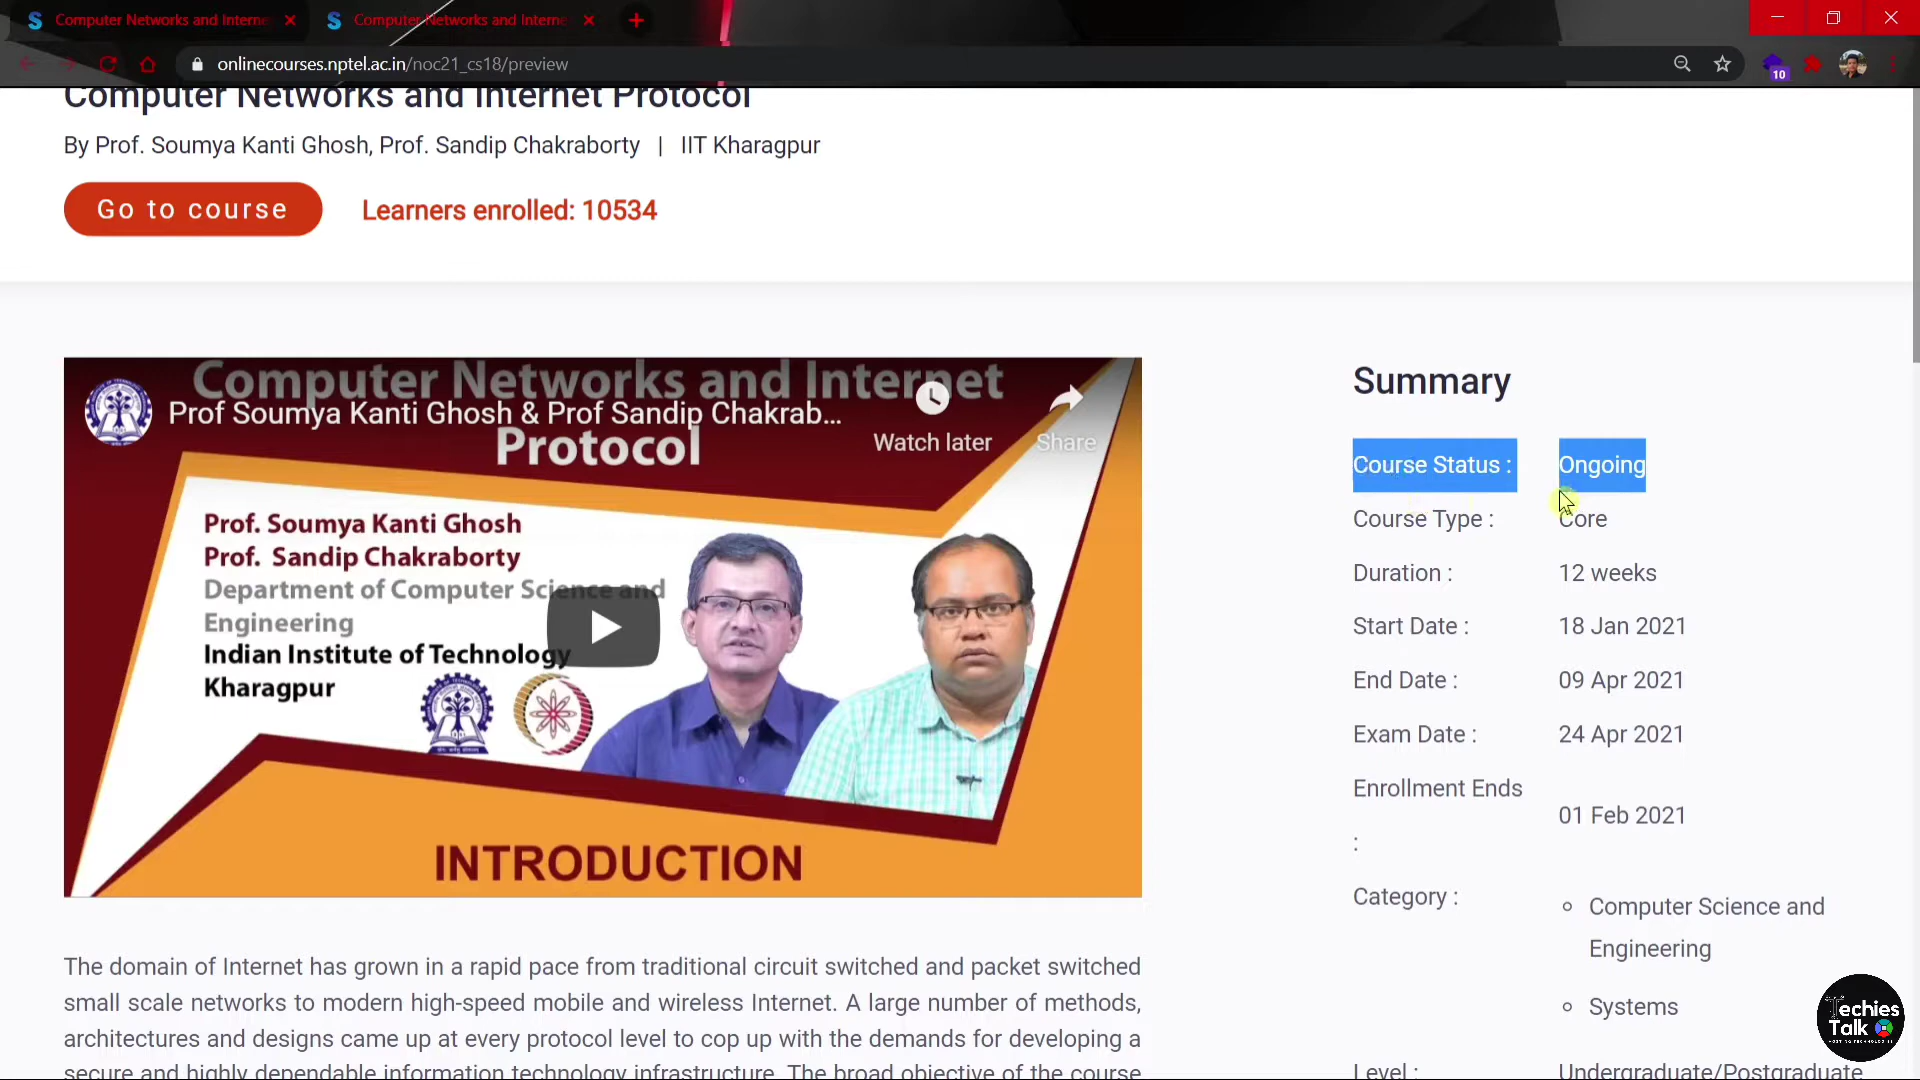 Computer Networks and Interne
Computer Networks and Interne
onlinecourses.nptel.ac.in/noc21_cs18/preview
10
Computer Networks and Internet Protocol
By Prof. Soumya Kanti Ghosh, Prof. Sandip Chakraborty | IIT Kharagpur
Go to course
Learners enrolled: 10534
Computer Networks and Internet
Protocol
Prof Soumya Kanti Ghosh & Prof Sandip Chakrab...
Watch later
Share
Prof. Soumya Kanti Ghosh
Prof. Sandip Chakraborty
Department of Computer Science and
Engineering
Indian Institute of Technology
Kharagpur
INTRODUCTION
The domain of Internet has grown in a rapid pace from traditional circuit switched and packet switched
small scale networks to modern high-speed mobile and wireless Internet. A large number of methods,
architectures and designs came up at every protocol level to cop up with the demands for developing a
secure and highly dependable information technology infrastructure. The broad objective of the course
Summary
Course Status : Ongoing
Course Type : Core
Duration : 12 weeks
Start Date : 18 Jan 2021
End Date : 09 Apr 2021
Exam Date : 24 Apr 2021
Enrollment Ends
: 01 Feb 2021
Category :
Computer Science and
Engineering
Systems
Level : Undergraduate/Postgraduate
Techies
Talk